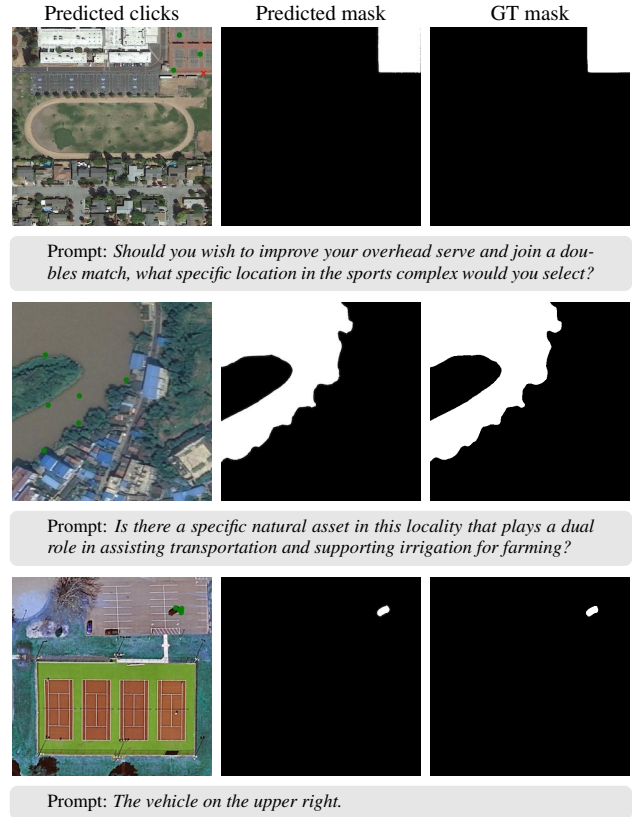 Predicted clicks Predicted mask GT mask
Prompt: Should you wish to improve your overhead serve and join a dou-
bles match, what specific location in the sports complex would you select?
Prompt: Is there a specific natural asset in this locality that plays a dual
role in assisting transportation and supporting irrigation for farming?
Prompt: The vehicle on the upper right.